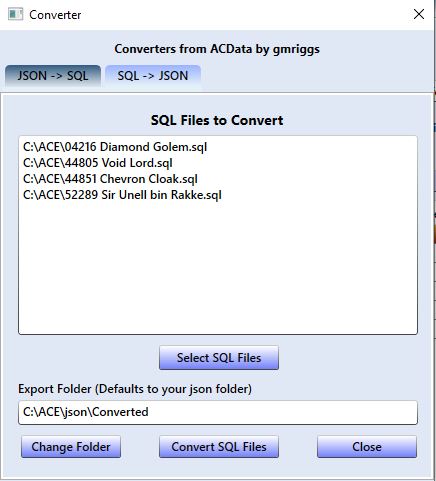 Converter
Converters from ACData by gmriggs
JSON -> SQL
SQL -> JSON
SQL Files to Convert
C:\ACE\04216 Diamond Golem.sql
C:\ACE\44805 Void Lord.sql
C:\ACE\44851 Chevron Cloak.sql
C:\ACE\52289 Sir Unell bin Rakke.sql
Select SQL Files
Export Folder (Defaults to your json folder)
C:\ACE\json\Converted
Change Folder
Convert SQL Files
Close